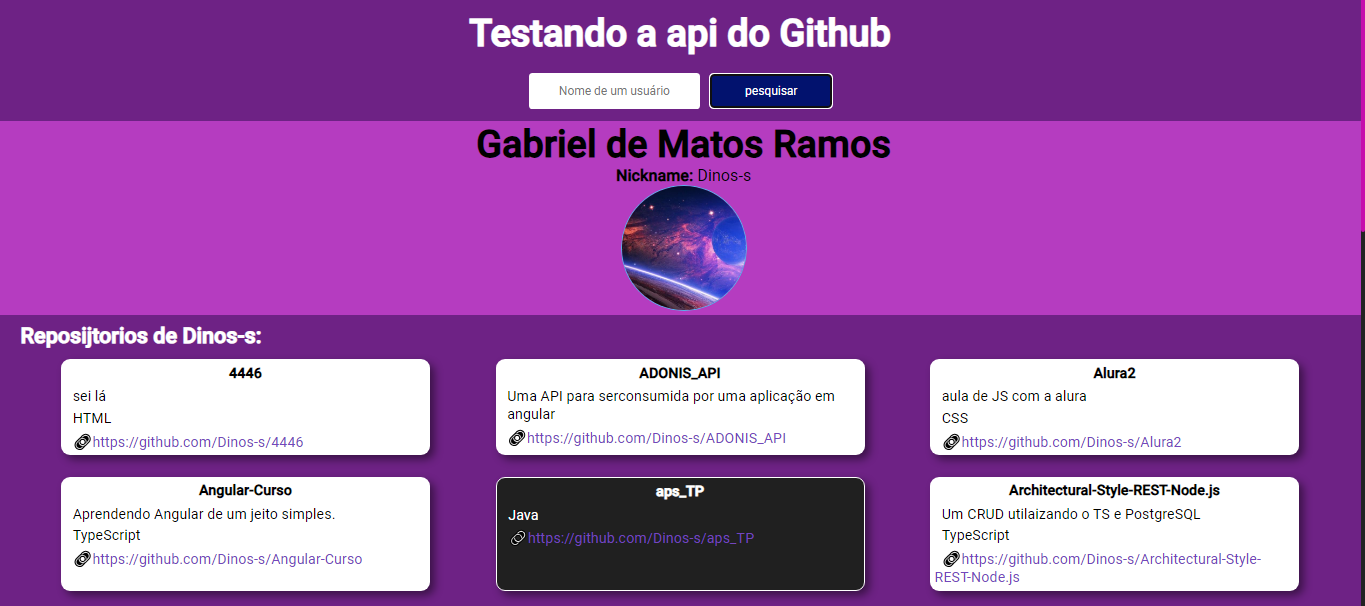 Testando a api do Github
Nome de um usuário
pesquisar
Gabriel de Matos Ramos
Nickname: Dinos-s
Reposijtorios de Dinos-s:
4446
sei lá
HTML
https://github.com/Dinos-s/4446
ADONIS_API
Uma API para serconsumida por uma aplicação em
angular
https://github.com/Dinos-s/ADONIS_API
Alura2
aula de JS com a alura
CSS
https://github.com/Dinos-s/Alura2
Angular-Curso
Aprendendo Angular de um jeito simples.
TypeScript
https://github.com/Dinos-s/Angular-Curso
aps_TP
Java
https://github.com/Dinos-s/aps_TP
Architectural-Style-REST-Node.js
Um CRUD utilaizando o TS e PostgreSQL
TypeScript
https://github.com/Dinos-s/Architectural-Style-
REST-Node.js